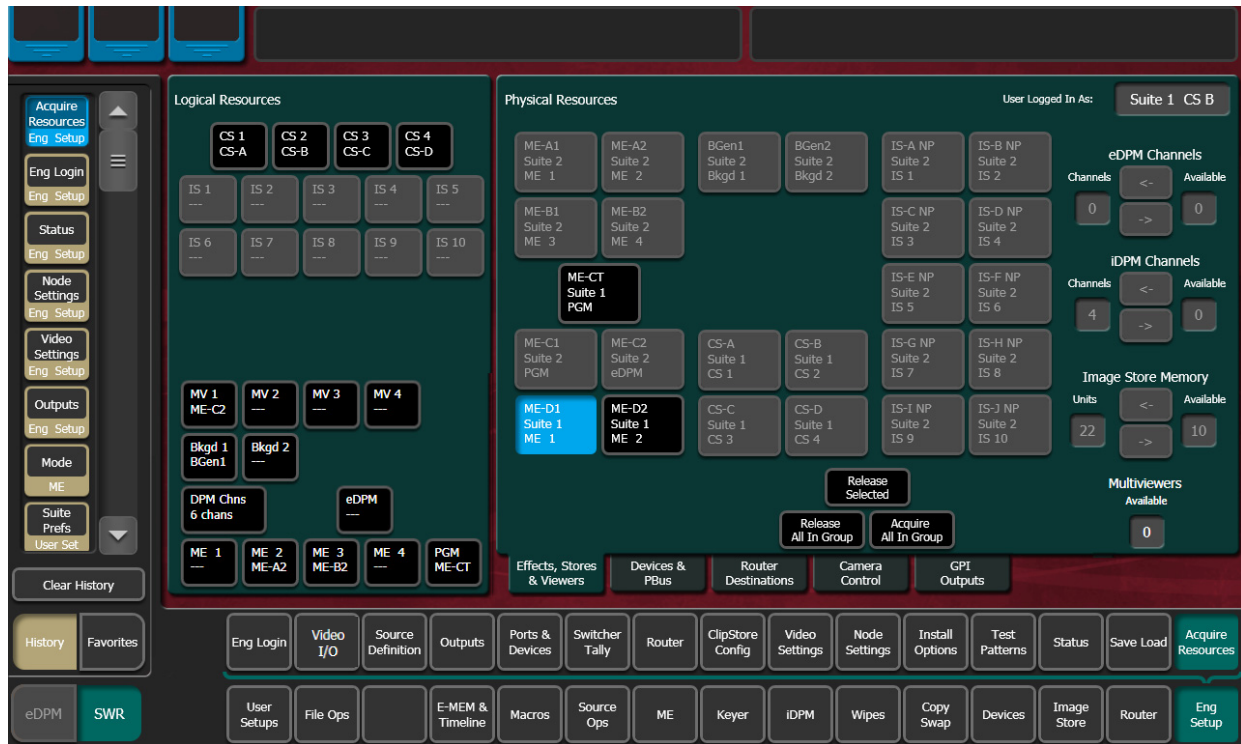 Acquire
Resources
Eng Setup
Eng Login
Eng Setup
Status
Eng Setup
Node
Settings
Eng Setup
Video
Settings
Eng Setup
Outputs
Eng Setup
Mode
ME
Suite
Prefs
User Set
Clear History
History
Favorites
eDPM
SWR
Logical Resources
CS 1
CS-A
CS 2
CS-B
CS 3
CS-C
CS 4
CS-D
IS 1
---
IS 2
---
IS 3
---
IS 4
---
IS 5
---
IS 6
---
IS 7
---
IS 8
---
IS 9
---
IS 10
---
MV 1
ME-C2
MV 2
---
MV 3
---
MV 4
---
Bkgd 1
BGen1
Bkgd 2
---
DPM Chns
6 chans
eDPM
---
ME 1
---
ME 2
ME-A2
ME 3
ME-B2
ME 4
---
PGM
ME-CT
Physical Resources
User Logged In As:
Suite 1 CS B
ME-A1
Suite 2
ME 1
ME-A2
Suite 2
ME 2
BGen1
Suite 2
Bkgd 1
BGen2
Suite 2
Bkgd 2
IS-A NP
Suite 2
IS 1
IS-B NP
Suite 2
IS 2
ME-B1
Suite 2
ME 3
ME-B2
Suite 2
ME 4
IS-C NP
Suite 2
IS 3
IS-D NP
Suite 2
IS 4
ME-CT
Suite 1
PGM
IS-E NP
Suite 2
IS 5
IS-F NP
Suite 2
IS 6
ME-C1
Suite 2
PGM
ME-C2
Suite 2
eDPM
CS-A
Suite 1
CS 1
CS-B
Suite 1
CS 2
IS-G NP
Suite 2
IS 7
IS-H NP
Suite 2
IS 8
ME-D1
Suite 1
ME 1
ME-D2
Suite 1
ME 2
CS-C
Suite 1
CS 3
CS-D
Suite 1
CS 4
IS-I NP
Suite 2
IS 9
IS-J NP
Suite 2
IS 10
eDPM Channels
Channels
<-
Available
0
->
0
iDPM Channels
Channels
<-
Available
4
->
0
Image Store Memory
Units
<-
Available
22
->
10
Multiviewers
Available
0
Release
Selected
Release
All In Group
Acquire
All In Group
Effects, Stores
& Viewers
Devices &
PBus
Router
Destinations
Camera
Control
GPI
Outputs
Eng Login
Video
I/O
Source
Definition
Outputs
Ports &
Devices
Switcher
Tally
Router
ClipStore
Config
Video
Settings
Node
Settings
Install
Options
Test
Patterns
Status
Save Load
Acquire
Resources
User
Setups
File Ops
E-MEM &
Timeline
Macros
Source
Ops
ME
Keyer
iDPM
Wipes
Copy
Swap
Devices
Image
Store
Router
Eng
Setup